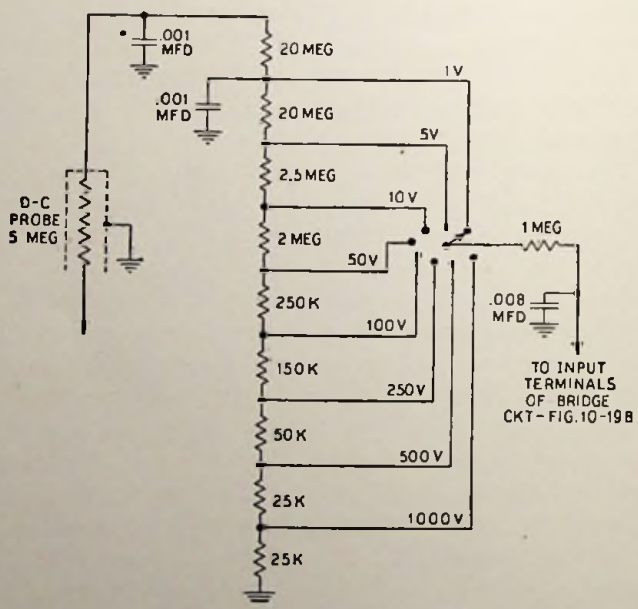 .001
MFD
20 MEG
1V
.001
MFD
20 MEG
5V
2.5 MEG
10V
D-C
PROBE
5 MEG
2 MEG
1 MEG
50V
.008
MFD
250K
100V
TO INPUT
TERMINALS
OF BRIDGE
CKT-FIG.10-19B
150K
250V
50K
500V
25K
1000V
25K